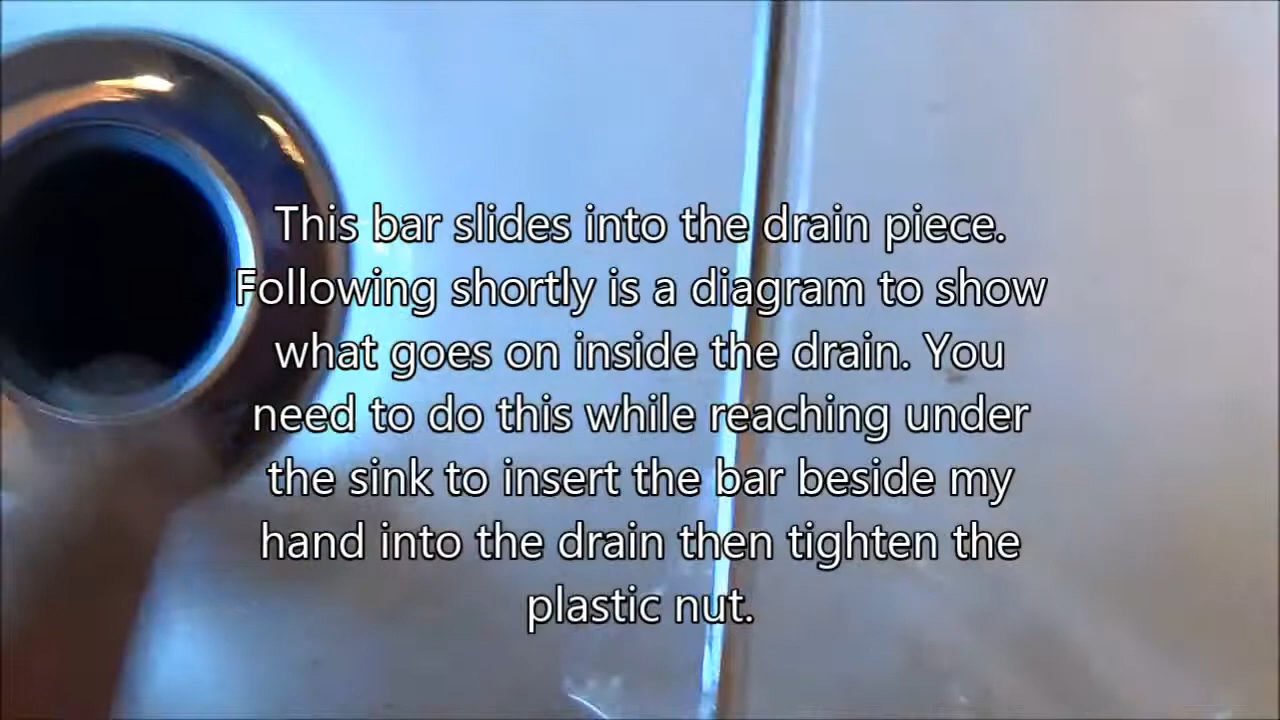 This bar slides into the drain piece.
Following shortly is a diagram to show
what goes on inside the drain. You
need to do this while reaching under
the sink to insert the bar beside my
hand into the drain then tighten the
plastic nut.